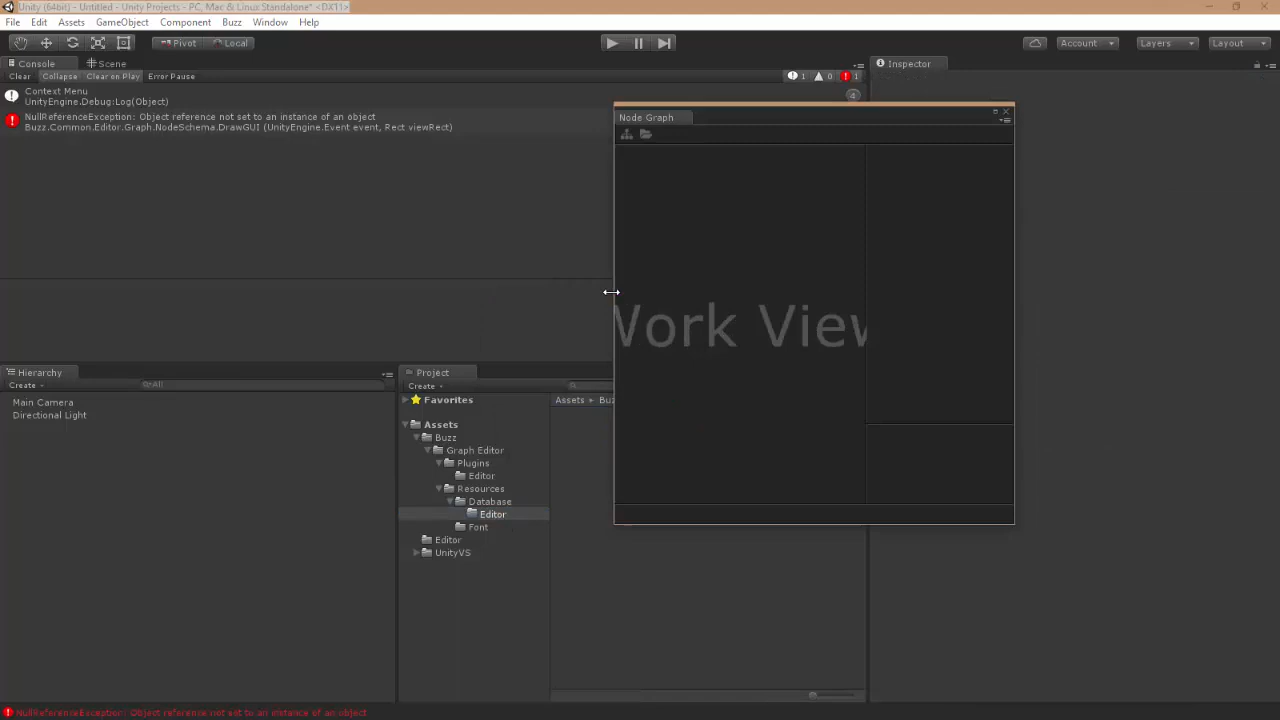 Unity (64bit) - Untitled - Unity Projects - PC, Mac & Linux Standalone* <DX11>
File Edit Assets GameObject Component Buzz Window Help
Pivot Local Account Layers Layout
Console Scene Inspector
Clear Collapse Clear on Play Error Pause 1 0 1
Context Menu
UnityEngine.Debug:Log(Object)
4
NullReferenceException: Object reference not set to an instance of an object
Buzz.Common.Editor.Graph.NodeSchema.DrawGUI (UnityEngine.Event event, Rect viewRect)
Node Graph
Work View
Hierarchy
Create All
Main Camera
Directional Light
Project
Create
Favorites
Assets
Buzz
Graph Editor
Plugins
Editor
Resources
Database
Editor
Font
Editor
UnityVS
Assets Buz
NullReferenceException: Object reference not set to an instance of an object